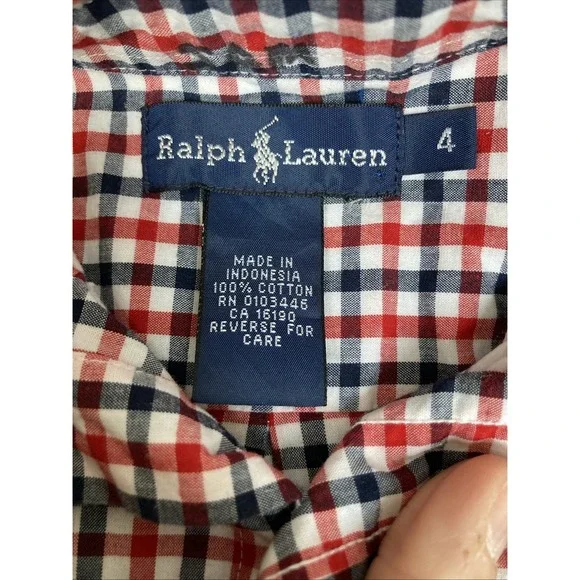 Ralph Lauren
4
MADE IN
INDONESIA
100% COTTON
RN 0103446
CA 16190
REVERSE FOR
CARE